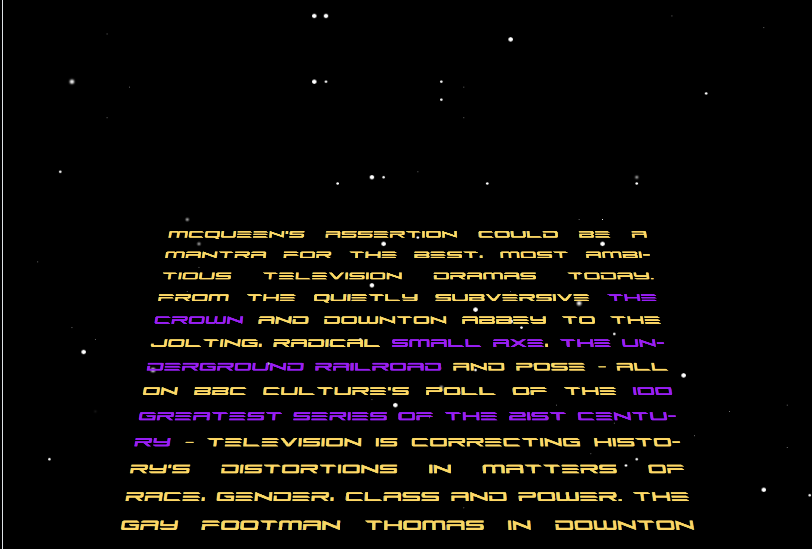 MCQUEEN'S ASSERTION COULD BE A
MANTRA FOR THE BEST, MOST AMBI-
TIOUS TELEVISION DRAMAS TODAY.
FROM THE QUIETLY SUBVERSIVE THE
CROWN AND DOWNTON ABBEY TO THE
JOLTING, RADICAL SMALL AXE, THE UN-
DERGROUND RAILROAD AND POSE - ALL
ON BBC CULTURE'S POLL OF THE 100
GREATEST SERIES OF THE 21ST CENTU-
RY - TELEVISION IS CORRECTING HISTO-
RY'S DISTORTIONS IN MATTERS OF
RACE, GENDER, CLASS AND POWER. THE
GAY FOOTMAN THOMAS IN DOWNTON